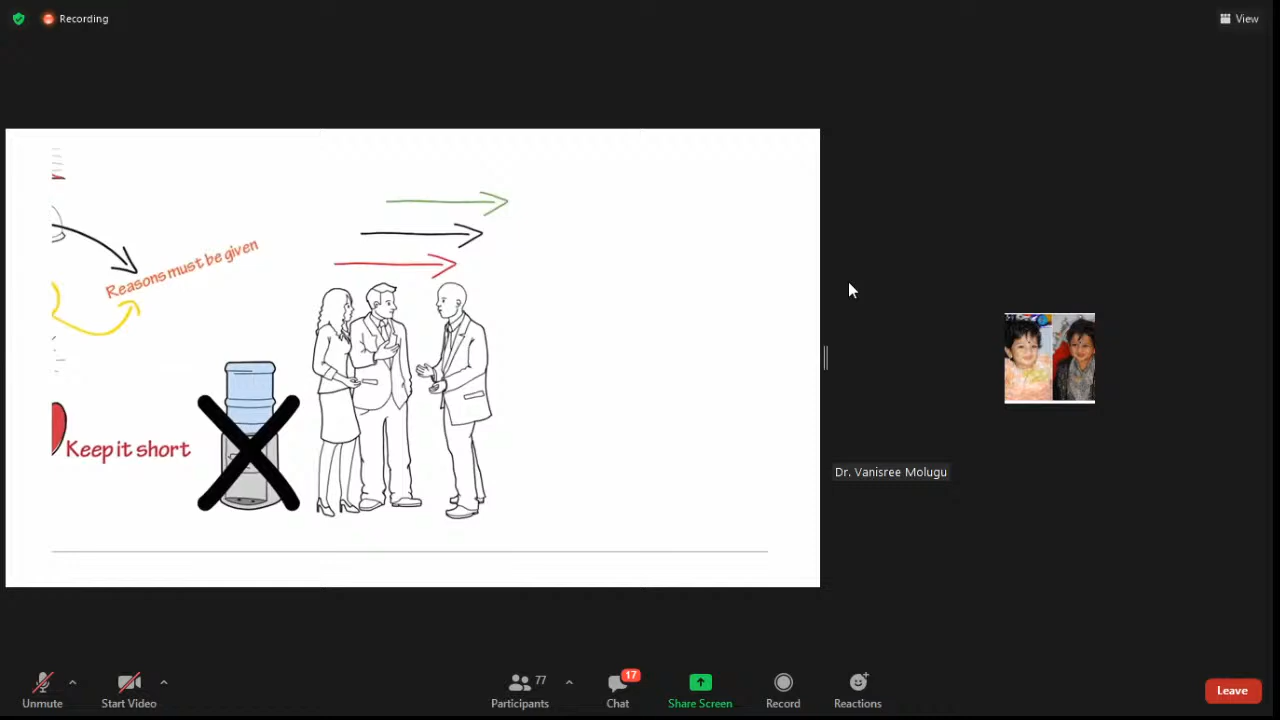 Recording
View
Reasons must be given
Keep it short
Dr. Vanisree Molugu
Unmute
Start Video
77
Participants
17
Chat
Share Screen
Record
Reactions
Leave